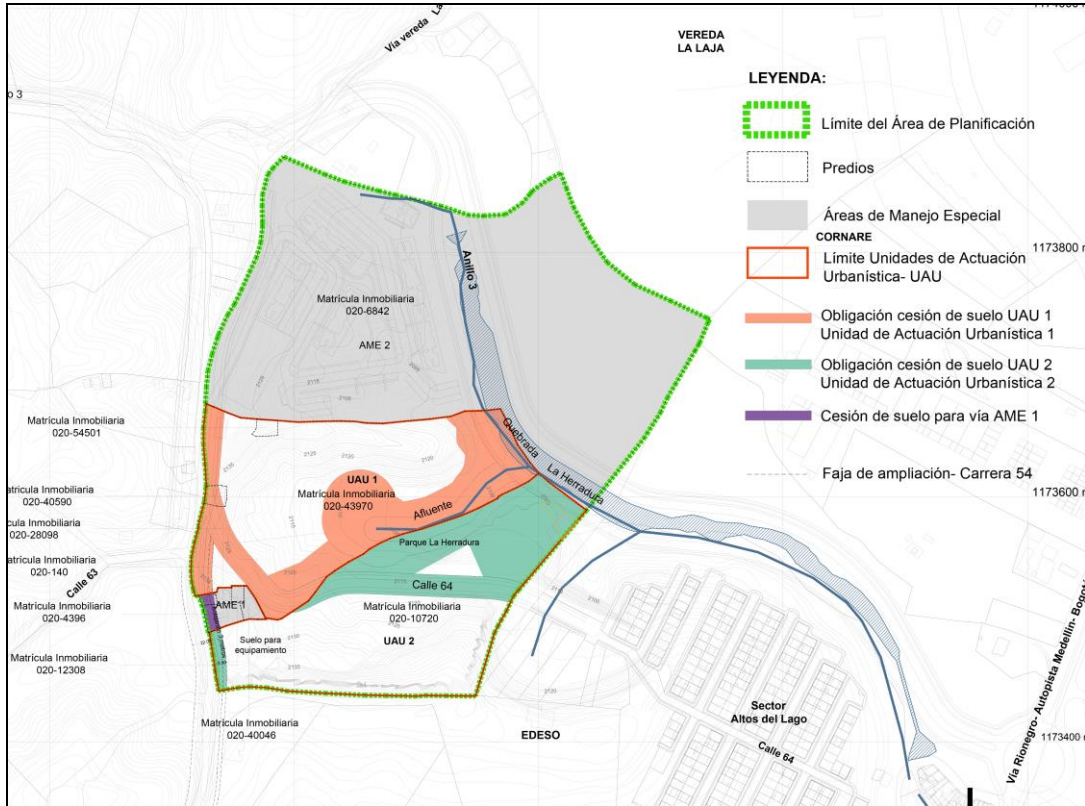 Vía vereda La
VEREDA
LA LAJA
LEYENDA:
Límite del Área de Planificación
Predios
Áreas de Manejo Especial
CORNARE
Límite Unidades de Actuación
Urbanística- UAU
Obligación cesión de suelo UAU 1
Unidad de Actuación Urbanística 1
Obligación cesión de suelo UAU 2
Unidad de Actuación Urbanística 2
Cesión de suelo para vía AME 1
Faja de ampliación- Carrera 54
1173800
1173600
1173400
o 3
Anillo 3
Matrícula Inmobiliaria
020-6842
AME 2
Matrícula Inmobiliaria
020-54501
Quebrada
La Herradura
UAU 1
Matrícula Inmobiliaria
020-43970
Afluente
Parque La Herradura
Calle 64
atrícula Inmobiliaria
020-40590
cula Inmobiliaria
020-28098
atrícula Inmobiliaria
020-140
Calle 63
Matrícula Inmobiliaria
020-4396
AME 1
Matrícula Inmobiliaria
020-10720
UAU 2
Suelo para
equipamiento
Matrícula Inmobiliaria
020-12308
Matrícula Inmobiliaria
020-40046
EDESO
Sector
Altos del Lago
Calle 64
Vía Rionegro- Autopista Medellín- Bogot